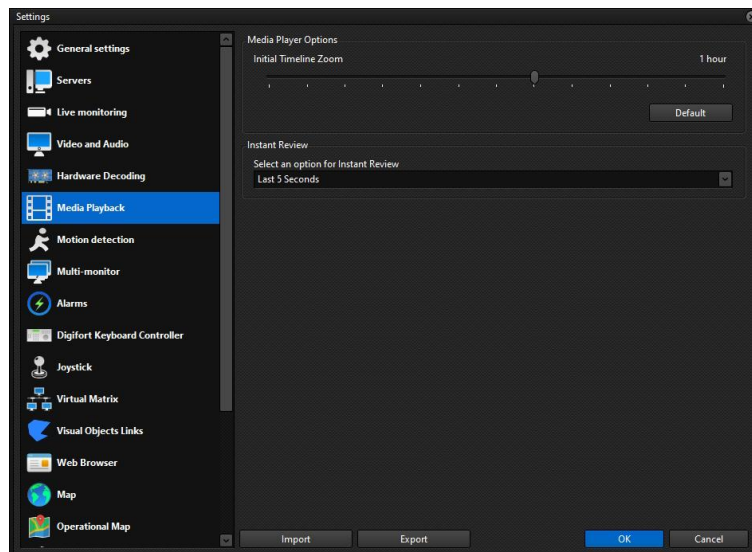 Settings
General settings
Servers
Live monitoring
Video and Audio
Hardware Decoding
Media Playback
Motion detection
Multi-monitor
Alarms
Digifort Keyboard Controller
Joystick
Virtual Matrix
Visual Objects Links
Web Browser
Map
Operational Map
Media Player Options
Initial Timeline Zoom
1 hour
Default
Instant Review
Select an option for Instant Review
Last 5 Seconds
Import
Export
OK
Cancel